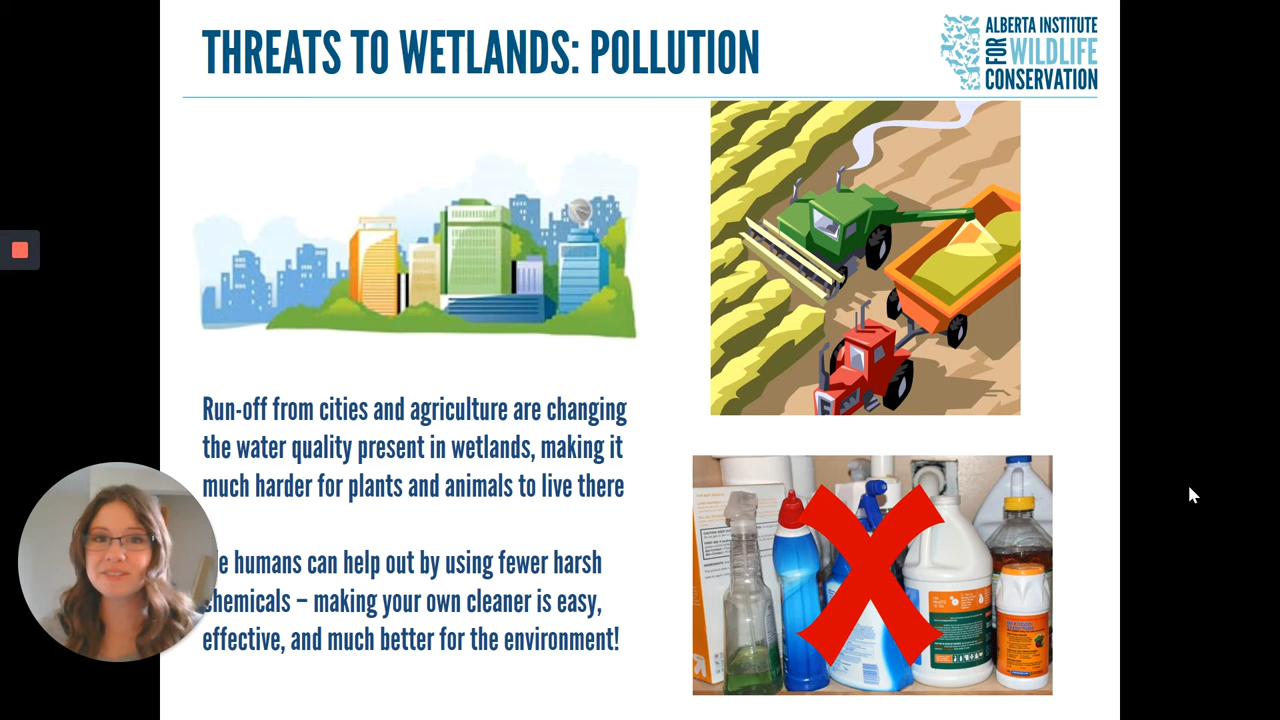 THREATS TO WETLANDS: POLLUTION
ALBERTA INSTITUTE
FOR WILDLIFE
CONSERVATION
Run-off from cities and agriculture are changing
the water quality present in wetlands, making it
much harder for plants and animals to live there
humans can help out by using fewer harsh
chemicals – making your own cleaner is easy,
effective, and much better for the environment!